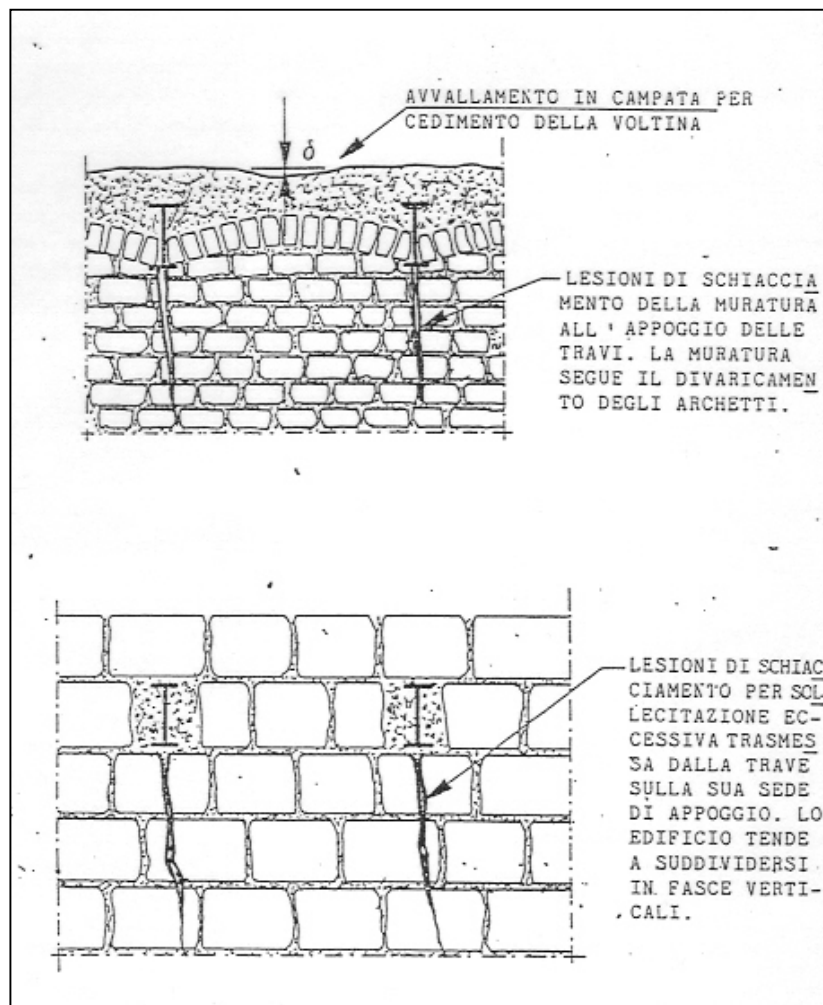 AVVALLAMENTO IN CAMPATA PER
CEDIMENTO DELLA VOLTINA
δ
LESIONI DI SCHIACCIA
MENTO DELLA MURATURA
ALL' APPOGGIO DELLE
TRAVI. LA MURATURA
SEGUE IL DIVARICAMEN
TO DEGLI ARCHETTI.
LESIONI DI SCHIAC
CIAMENTO PER SOL
LECITAZIONE EC-
CESSIVA TRASMES
SA DALLA TRAVE
SULLA SUA SEDE
DI APPOGGIO. LO
EDIFICIO TENDE
A SUDDIVIDERSI
IN FASCE VERTI-
CALI.